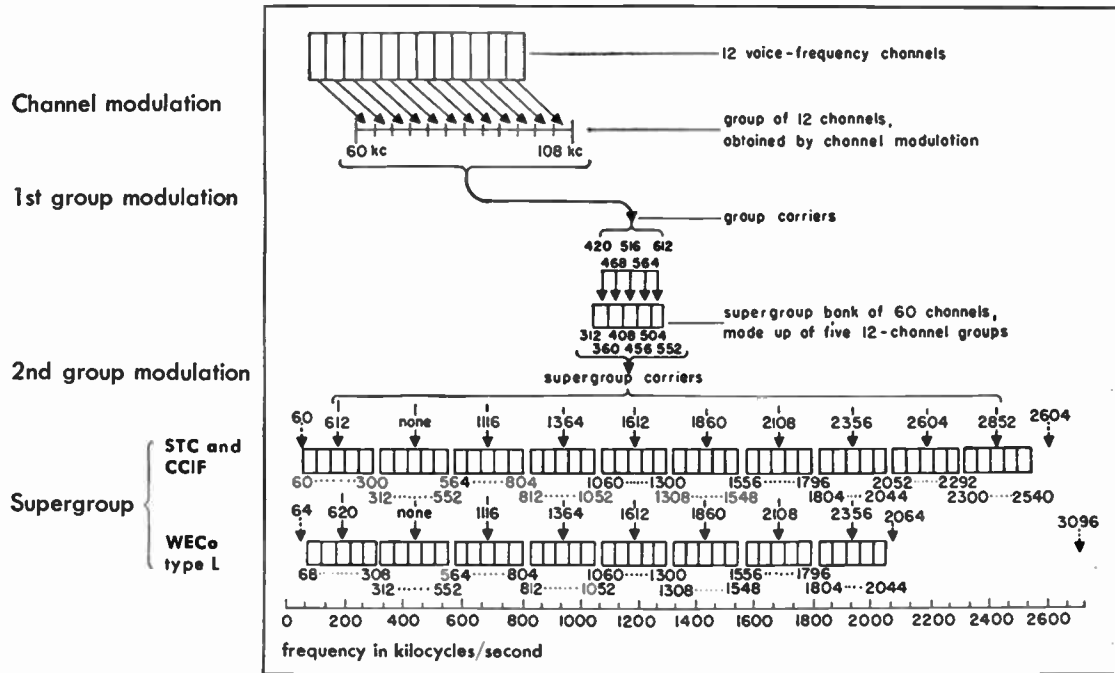 12 voice-frequency channels
Channel modulation
group of 12 channels,
obtained by channel modulation
60 kc 108 kc
1st group modulation
group carriers
420 516 612
468 564
supergroup bank of 60 channels,
made up of five 12-channel groups
312 408 504
360 456 552
2nd group modulation
supergroup carriers
60 612 none 1116 1364 1612 1860 2108 2356 2604 2852 2604
STC and
CCIF
60 300 564 804 1060 1300 1556 1796 2052 2292
312 552 812 1052 1308 1548 1804 2044 2300 2540
Supergroup
64 620 none 1116 1364 1612 1860 2108 2356 2064 3096
WECo
type L
68 308 564 804 1060 1300 1556 1796
312 552 812 1052 1308 1548 1804 2044
0 200 400 600 800 1000 1200 1400 1600 1800 2000 2200 2400 2600
frequency in kilocycles/second